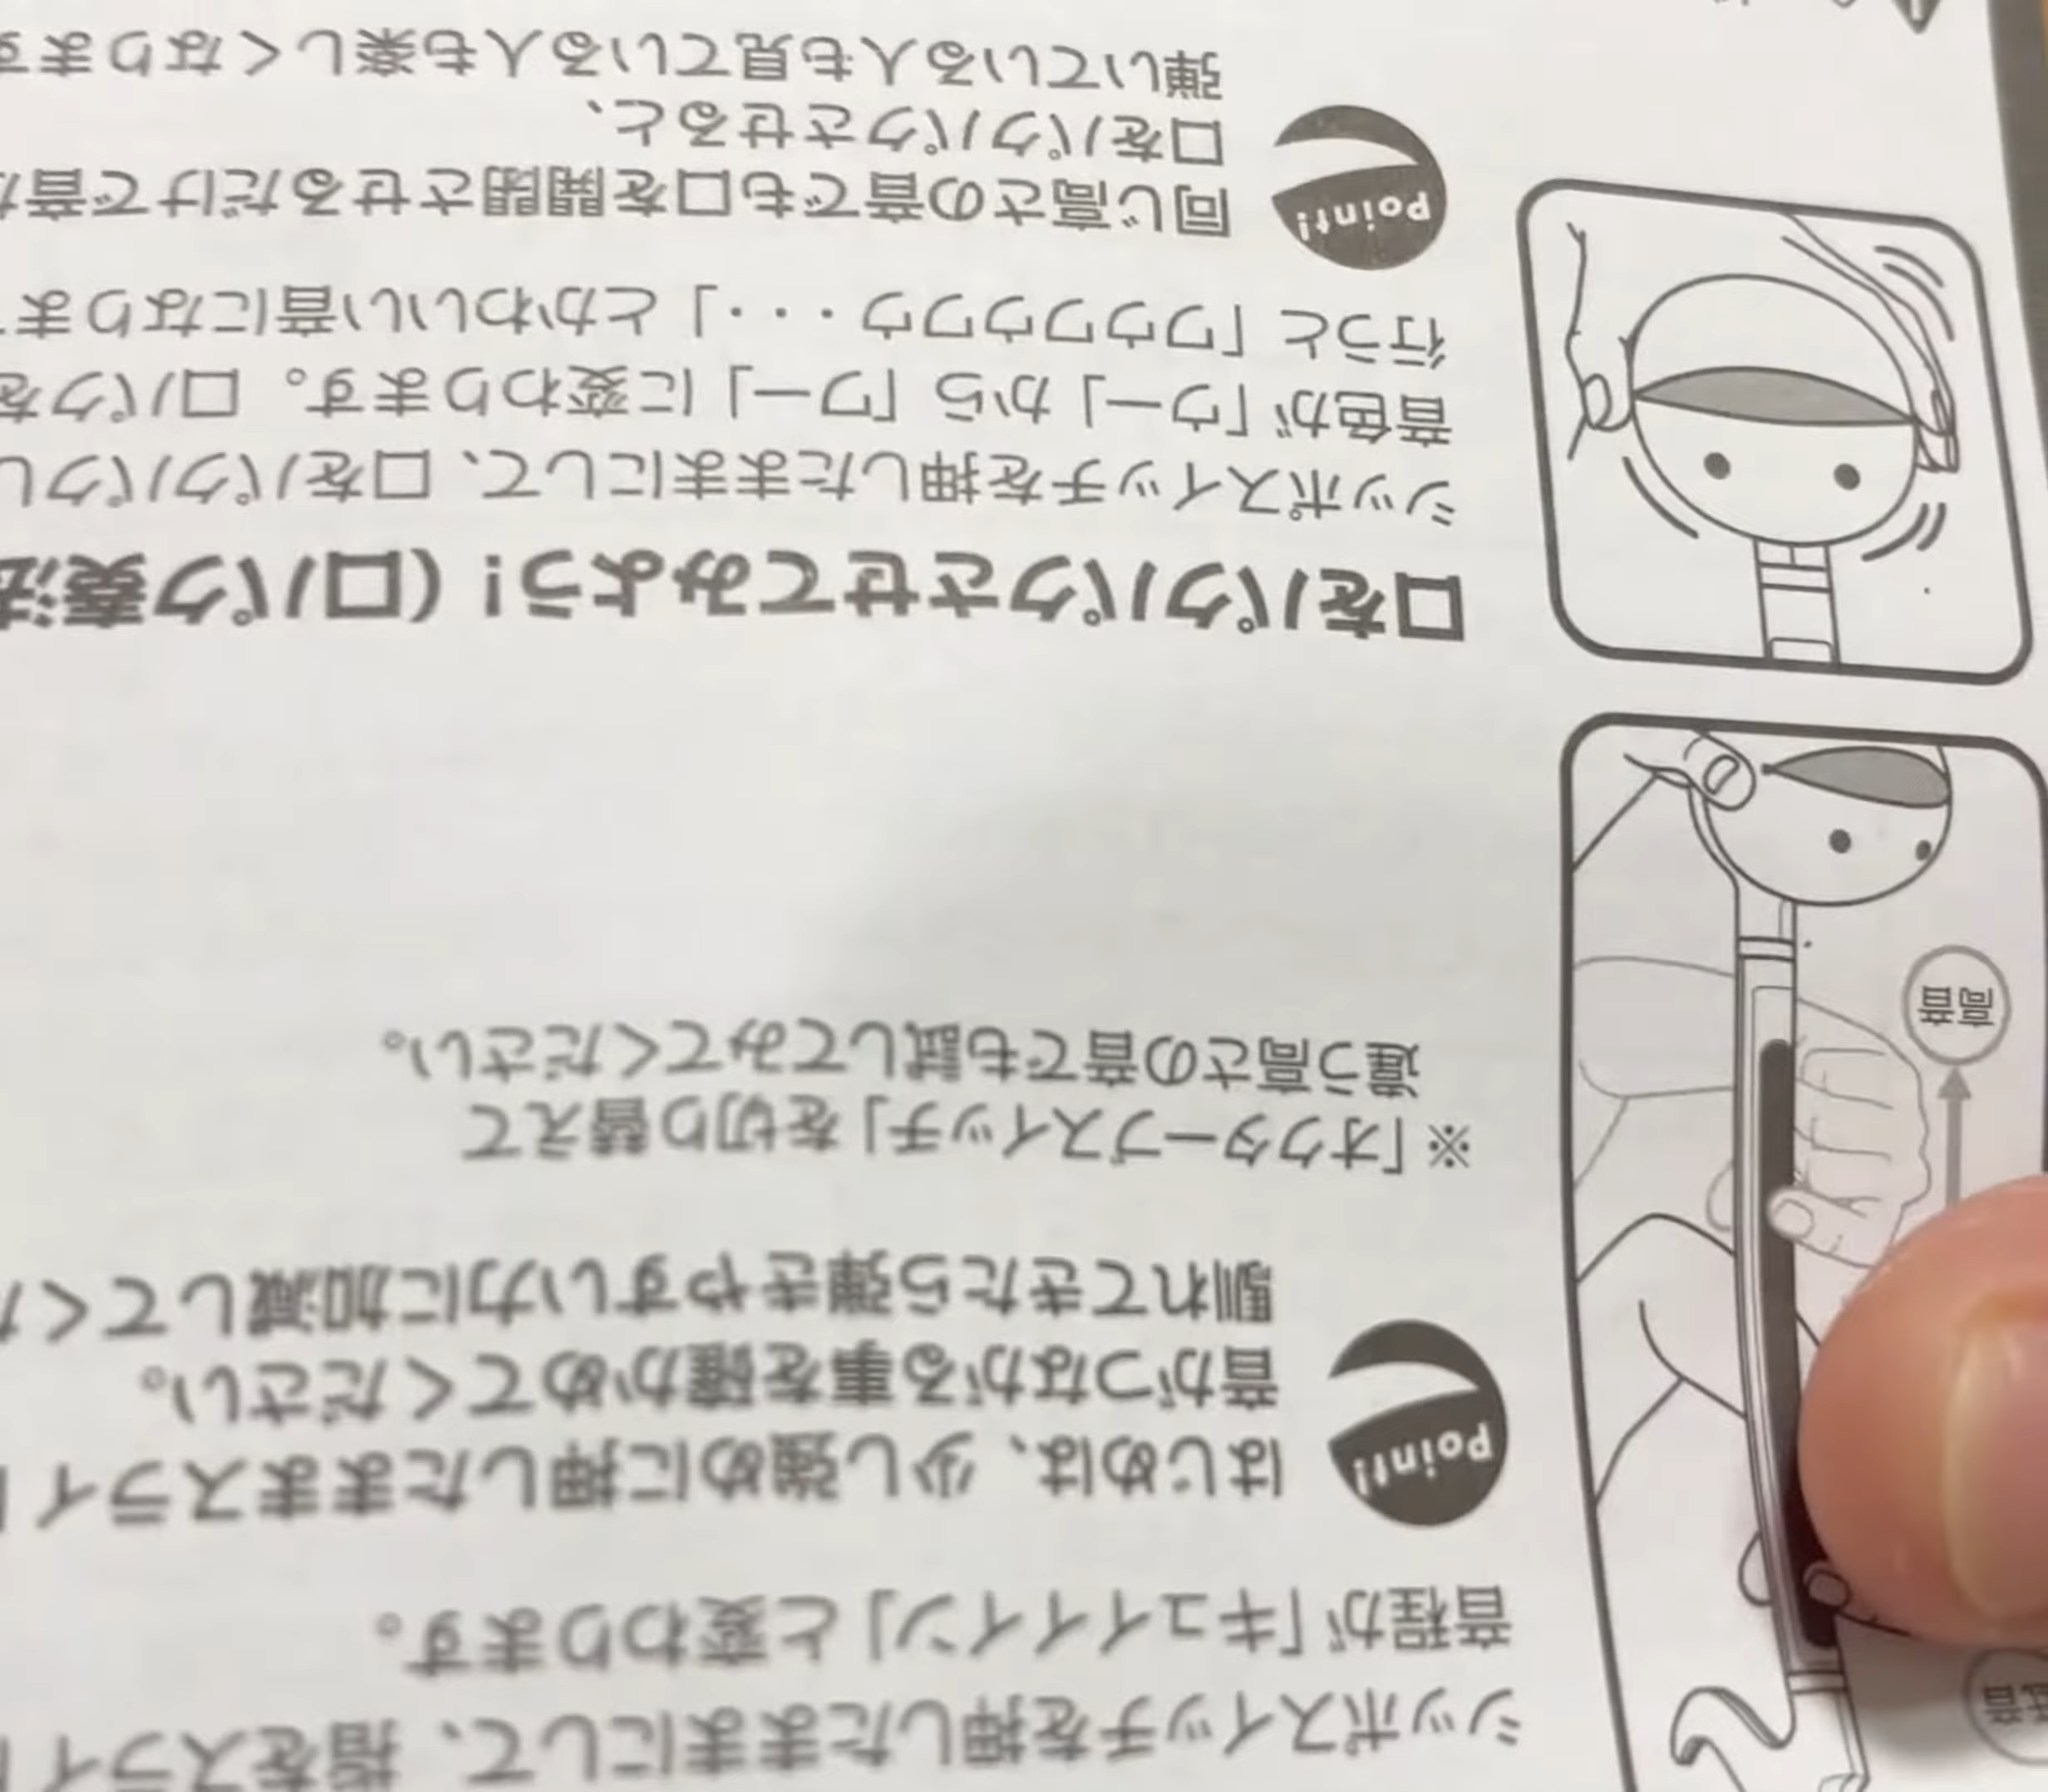 シッポスイッチを押したままにして、指をスライ
音程が「キュイイイン」と変わります。
Point!
はじめは、少し強めに押したままスライ
音がつながる事を確かめてください。
馴れてきたら弾きやすい力に加減してくだ
※「オクターブスイッチ」を切り替えて
違う高さの音でも試してみてください。
低音
高音
口をパクパクさせてみよう!（口パク奏法
シッポスイッチを押したままにして、口をパクパクし
音色が「ウー」から「ワー」に変わります。口パクを
行うと「ワウワウワウ・・・」とかわいい音になります
Point!
同じ高さの音でも口を開閉させるだけで音が
口をパクパクさせると、
弾いている人も見ている人も楽しくなります